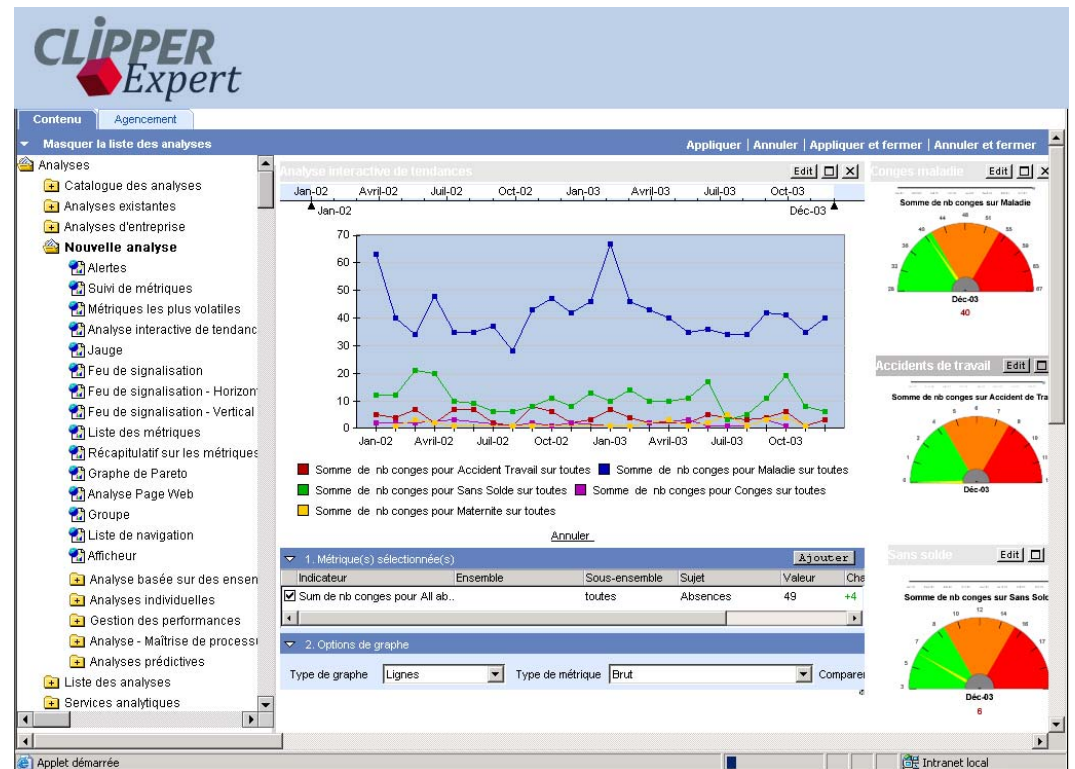 CLiPPER
Expert
Contenu Agencement
Masquer la liste des analyses Appliquer | Annuler | Appliquer et fermer | Annuler et fermer
Analyses
Catalogue des analyses
Analyses existantes
Analyses d'entreprise
Nouvelle analyse
Alertes
Suivi de métriques
Métriques les plus volatiles
Analyse interactive de tendanc
Jauge
Feu de signalisation
Feu de signalisation - Horizon
Feu de signalisation - Vertical
Liste des métriques
Récapitulatif sur les métriques
Graphe de Pareto
Analyse Page Web
Groupe
Liste de navigation
Afficheur
Analyse basée sur des ensen
Analyses individuelles
Gestion des performances
Analyse - Maîtrise de process
Analyses prédictives
Liste des analyses
Services analytiques
Analyse interactive de tendances Edit
Jan-02 Avril-02 Juil-02 Oct-02 Jan-03 Avril-03 Juil-03 Oct-03
Jan-02 Déc-03
70
60
50
40
30
20
10
0
Jan-02 Avril-02 Juil-02 Oct-02 Jan-03 Avril-03 Juil-03 Oct-03
Somme de nb conges pour Accident Travail sur toutes Somme de nb conges pour Maladie sur toutes
Somme de nb conges pour Sans Solde sur toutes Somme de nb conges pour Conges sur toutes
Somme de nb conges pour Maternite sur toutes
Annuler
1. Métrique(s) sélectionnée(s) Ajouter
Indicateur Ensemble Sous-ensemble Sujet Valeur Cha
Sum de nb conges pour All ab.. toutes Absences 49 +4
2. Options de graphe
Type de graphe Lignes Type de métrique Brut Comparer
Conges maladie Edit
Somme de nb conges sur Maladie
Déc-03
40
Accidents de travail Edit
Somme de nb conges sur Accident de Tra
Déc-03
Sans solde Edit
Somme de nb conges sur Sans Sold
Déc-03
6
Applet démarrée Intranet local